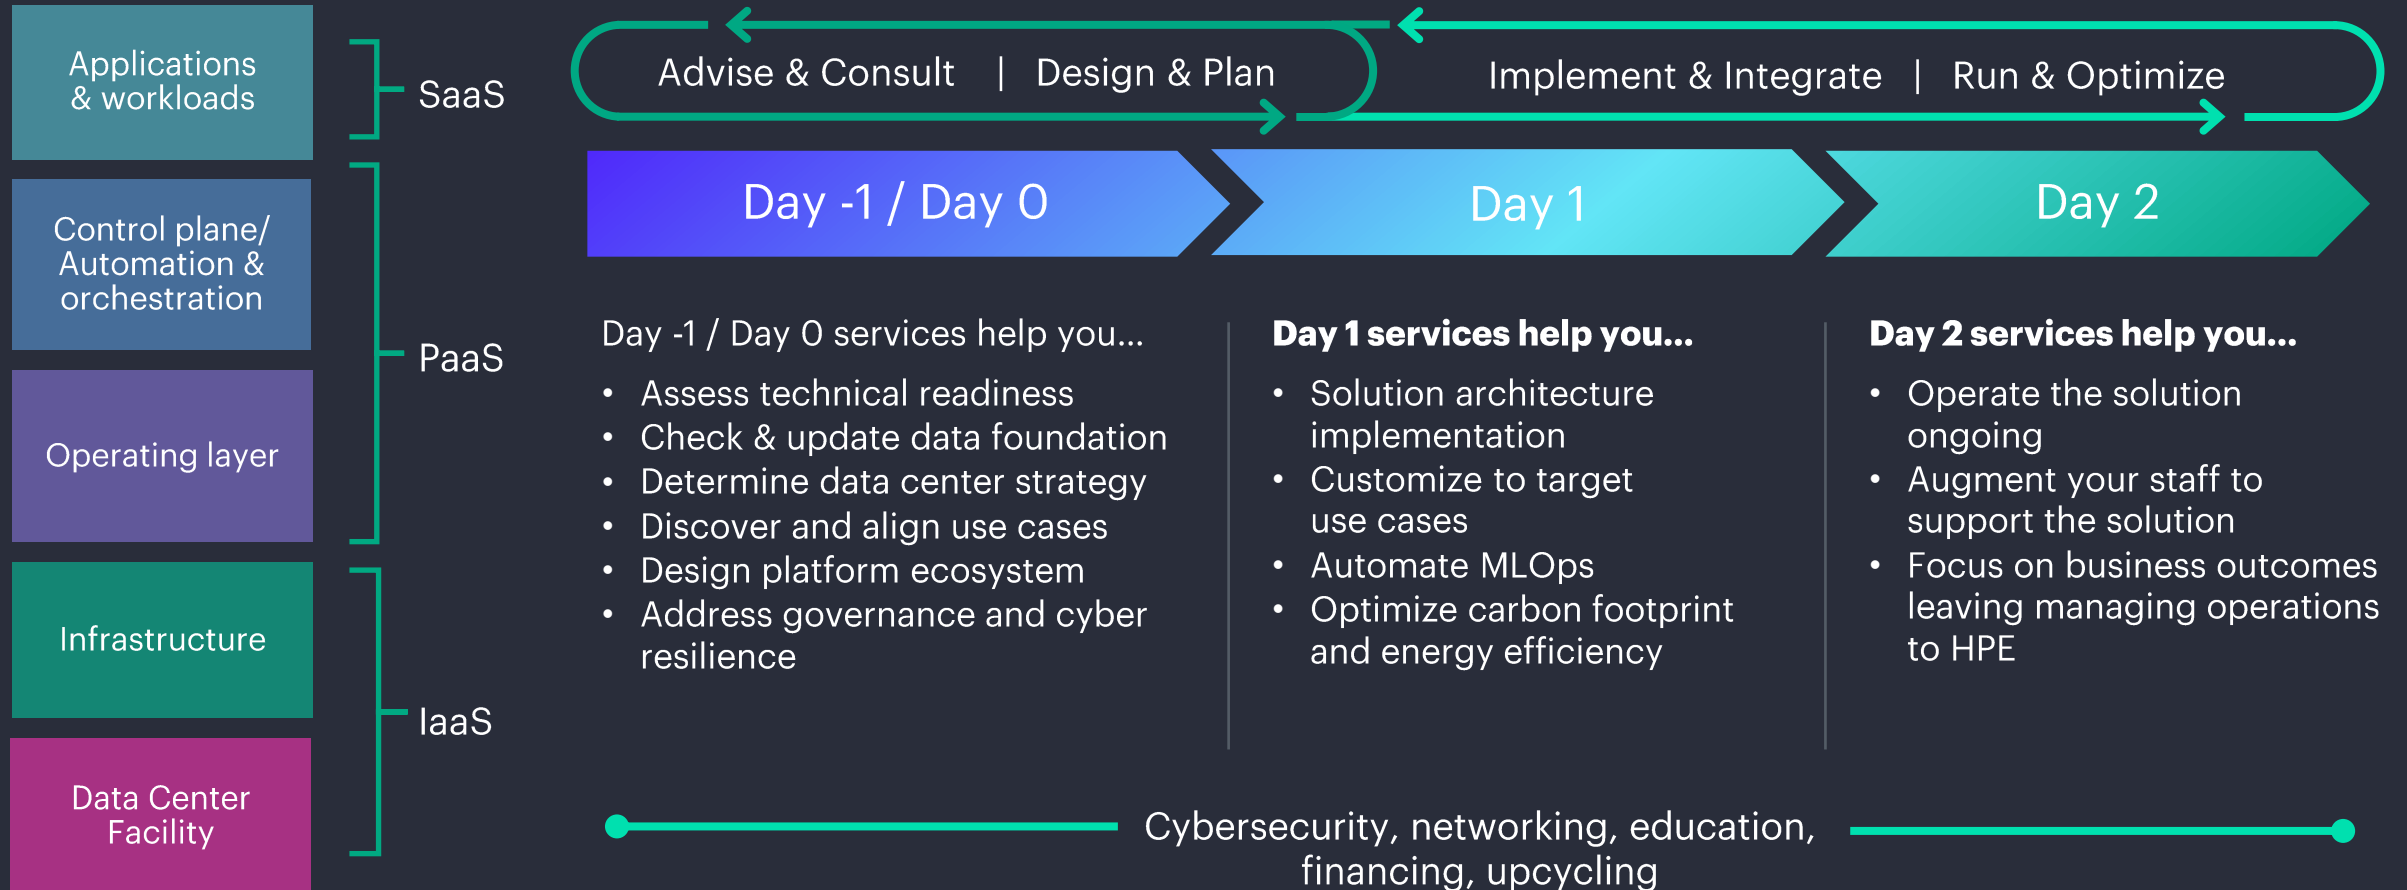 Applications
& workloads
SaaS
Control plane/
Automation &
orchestration
Operating layer
PaaS
Infrastructure
Data Center
Facility
IaaS
Advise & Consult | Design & Plan
Implement & Integrate | Run & Optimize
Day -1 / Day 0
Day 1
Day 2
Day -1 / Day 0 services help you...
• Assess technical readiness
• Check & update data foundation
• Determine data center strategy
• Discover and align use cases
• Design platform ecosystem
• Address governance and cyber
resilience
Day 1 services help you...
• Solution architecture
implementation
• Customize to target
use cases
• Automate MLOps
• Optimize carbon footprint
and energy efficiency
Day 2 services help you...
• Operate the solution
ongoing
• Augment your staff to
support the solution
• Focus on business outcomes
leaving managing operations
to HPE
Cybersecurity, networking, education,
financing, upcycling